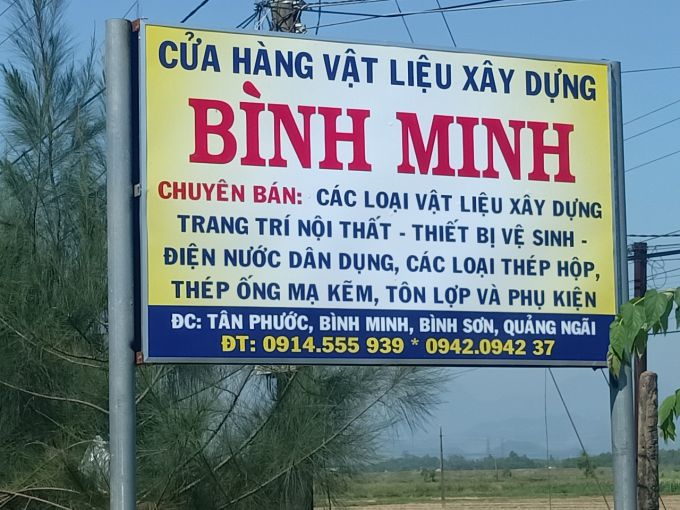 CỬA HÀNG VẬT LIỆU XÂY DỰNG
BÌNH MINH
CHUYÊN BÁN: CÁC LOẠI VẬT LIỆU XÂY DỰNG
TRANG TRÍ NỘI THẤT - THIẾT BỊ VỆ SINH -
ĐIỆN NƯỚC DÂN DỤNG, CÁC LOẠI THÉP HỘP,
THÉP ỐNG MẠ KẼM, TÔN LỢP VÀ PHỤ KIỆN
ĐC: TÂN PHƯỚC, BÌNH MINH, BÌNH SƠN, QUẢNG NGÃI
ĐT: 0914.555 939 * 0942.0942 37